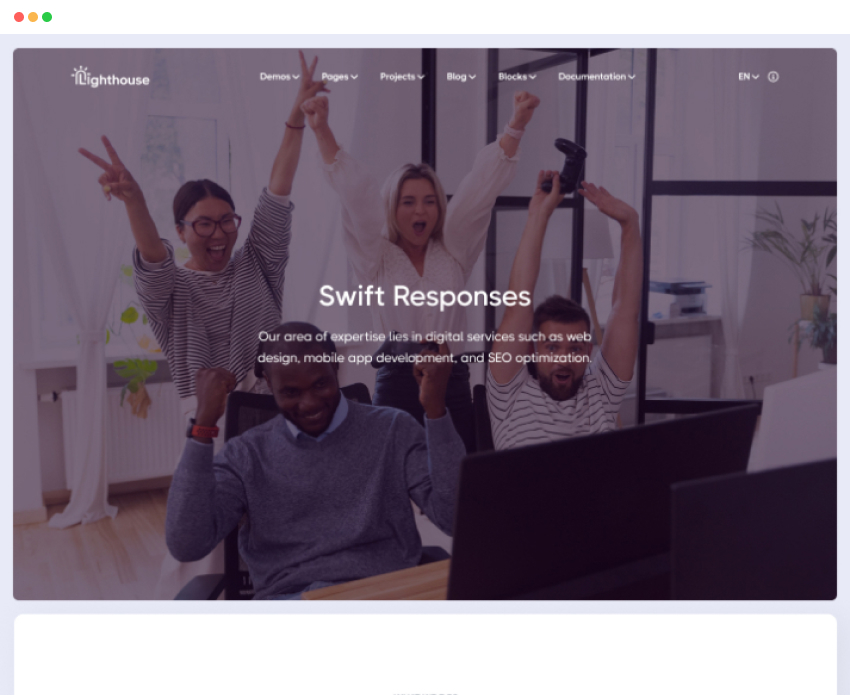 Lighthouse
Demos Pages Projects Blog Blocks Documentation EN
Swift Responses
Our area of expertise lies in digital services such as web
design, mobile app development, and SEO optimization.